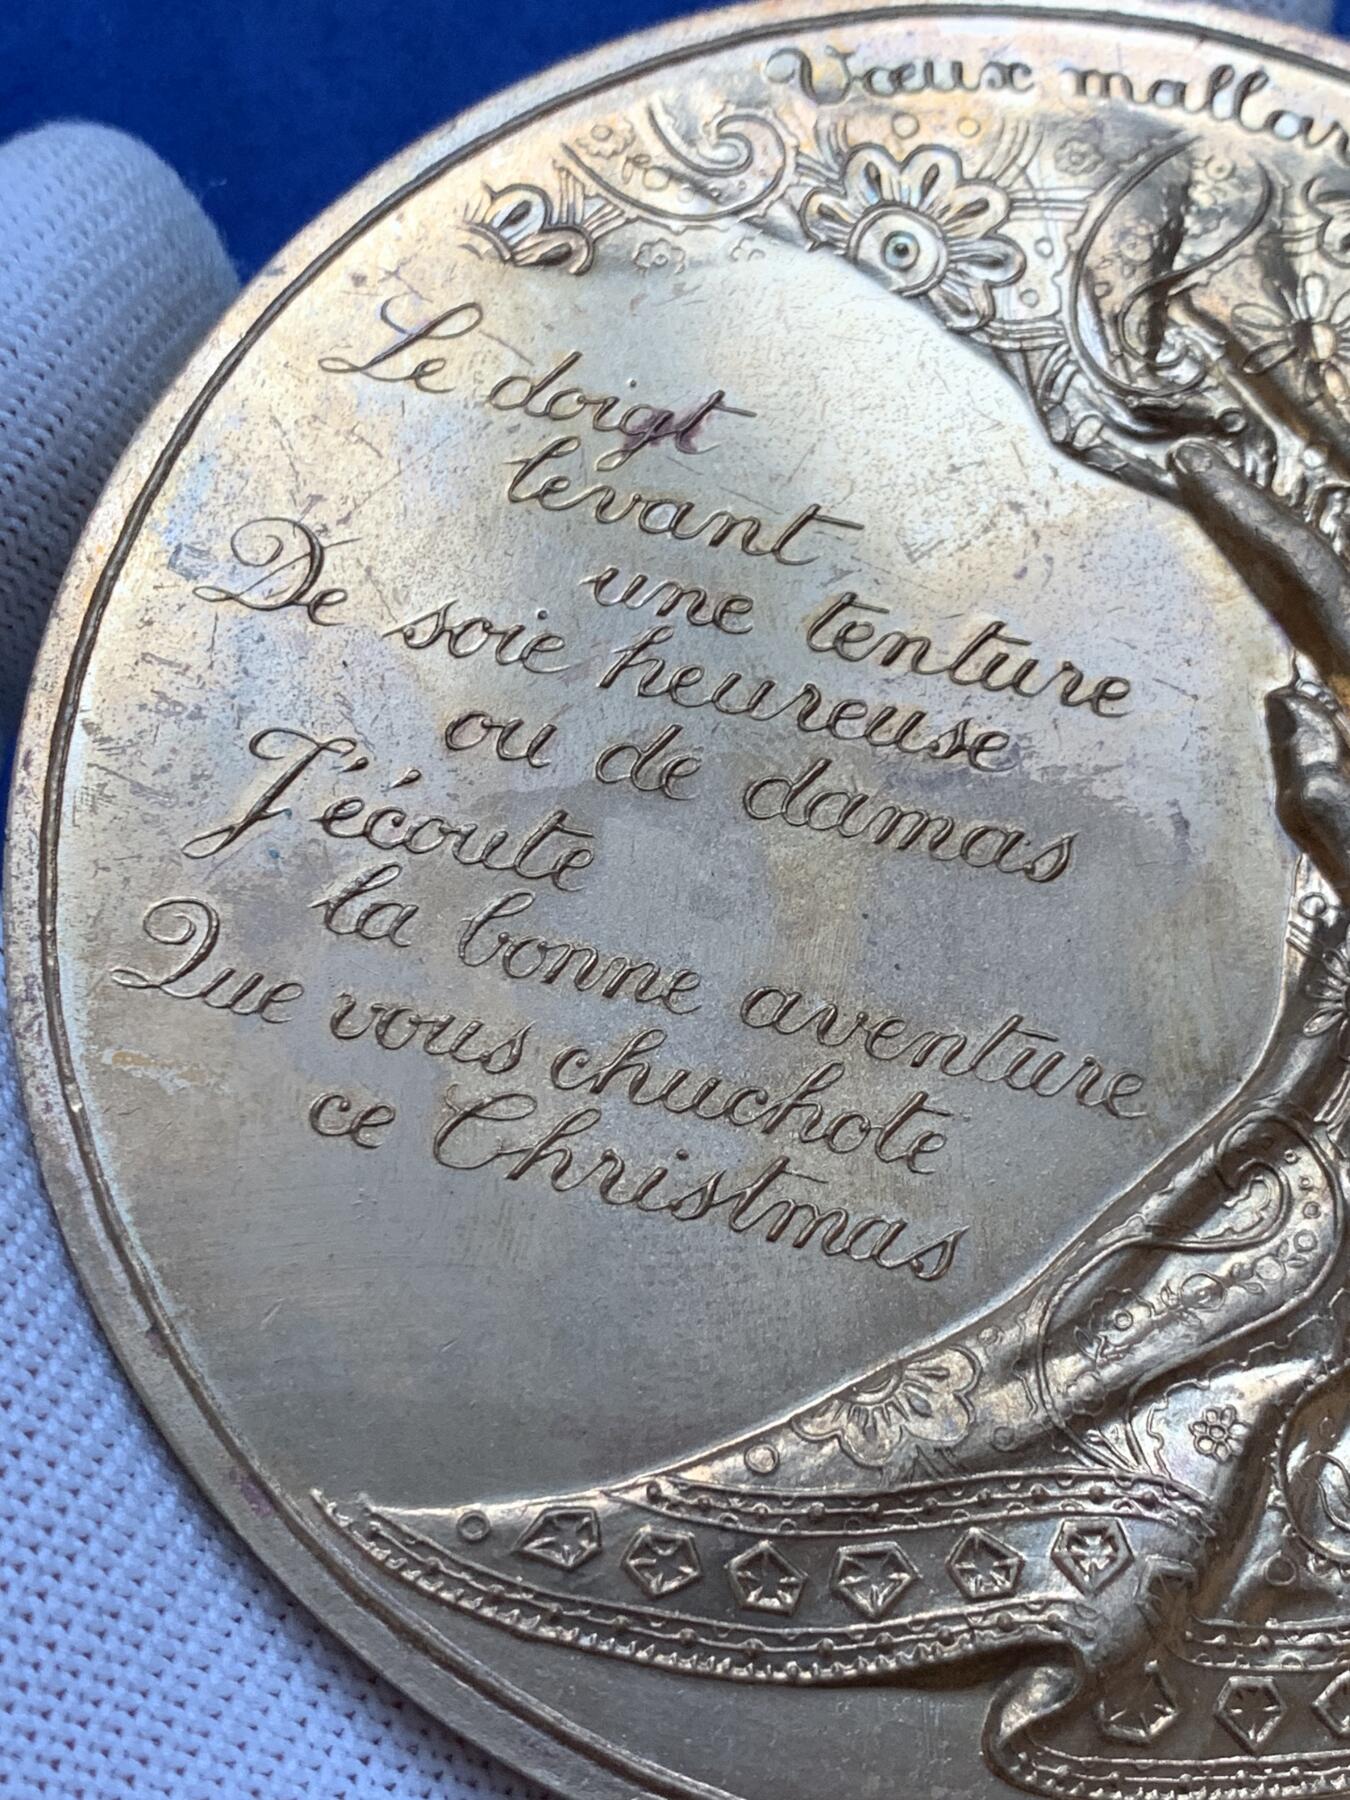 Vœux
Le doigt
levant
une tenture
De soie heureuse
ou de damas
J'écoute
la bonne aventure
Que vous chuchote
ce Christmas